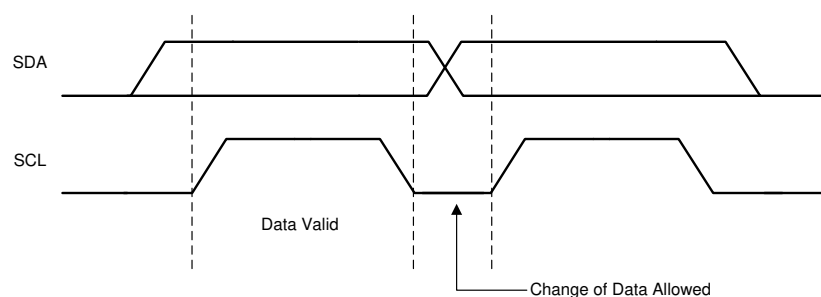 SDA
SCL
Data Valid
Change of Data Allowed